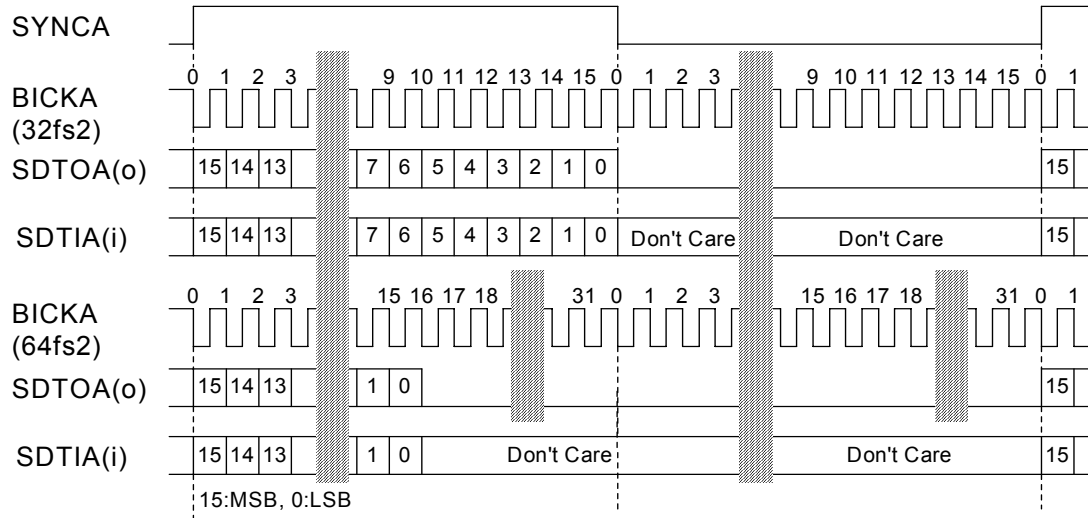 SYNCA
0 1 2 3 9 10 11 12 13 14 15 0 1 2 3 9 10 11 12 13 14 15 0 1
BICKA
(32fs2)
SDTOA(o) 15 14 13 7 6 5 4 3 2 1 0 15
SDTIA(i) 15 14 13 7 6 5 4 3 2 1 0 Don't Care Don't Care 15
0 1 2 3 15 16 17 18 31 0 1 2 3 15 16 17 18 31 0 1
BICKA
(64fs2)
SDTOA(o) 15 14 13 1 0 15
SDTIA(i) 15 14 13 1 0 Don't Care Don't Care 15
15:MSB, 0:LSB